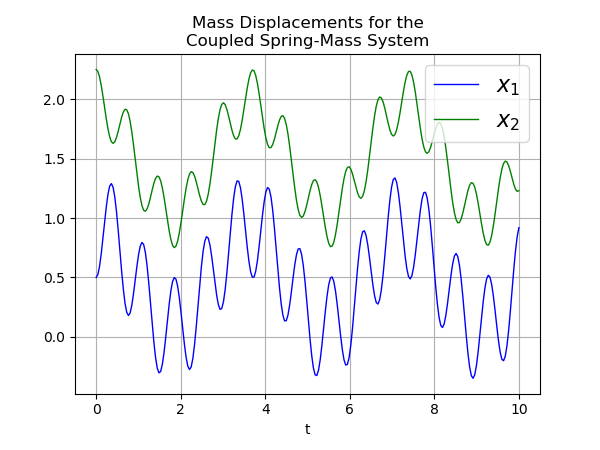 Mass Displacements for the
Coupled Spring-Mass System
x₁
x₂
2.0
1.5
1.0
0.5
0.0
0 2 4 6 8 10
t